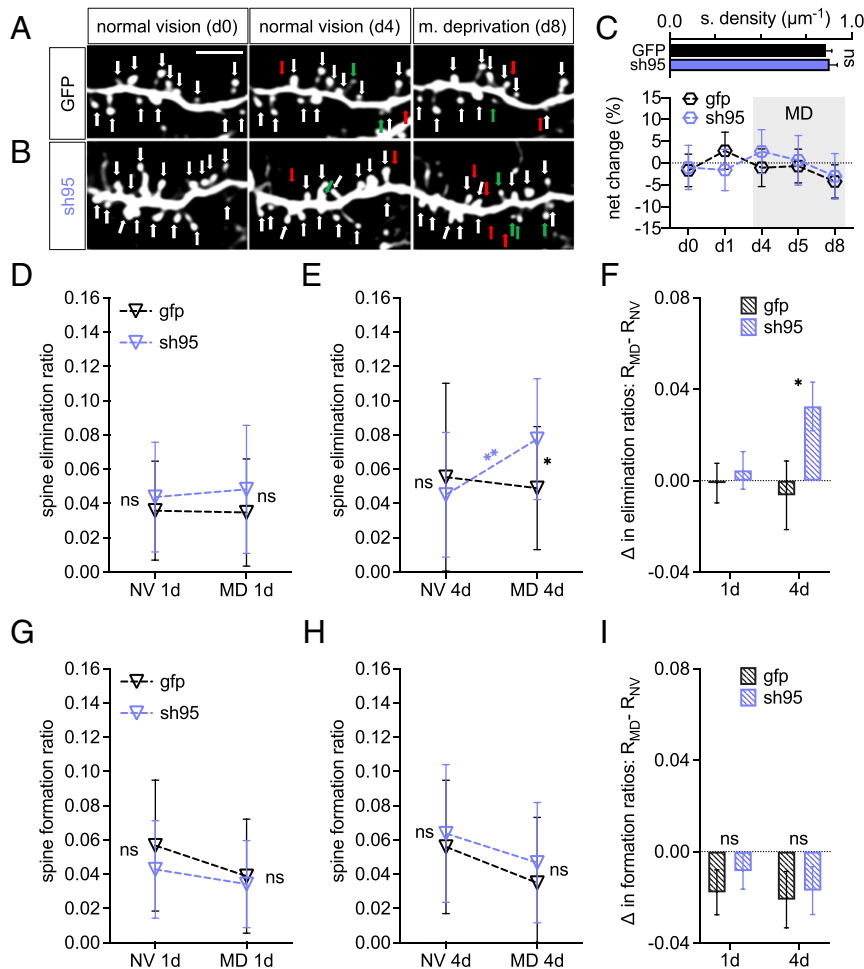 A
normal vision (d0)
normal vision (d4)
m. deprivation (d8)
GFP
B
sh95
C
0.0 s. density (µm⁻¹) 1.0
GFP
sh95
ns
gfp
sh95
MD
net change (%)
15
10
5
0
-5
-10
-15
d0 d1 d4 d5 d8
D
spine elimination ratio
0.16
0.14
0.12
0.10
0.08
0.06
0.04
0.02
0.00
gfp
sh95
ns
ns
NV 1d MD 1d
E
spine elimination ratio
0.16
0.14
0.12
0.10
0.08
0.06
0.04
0.02
0.00
ns
**
*
NV 4d MD 4d
F
Δ in elimination ratios: R_MD- R_NV
0.08
0.04
0.00
-0.04
gfp
sh95
*
1d 4d
G
spine formation ratio
0.16
0.14
0.12
0.10
0.08
0.06
0.04
0.02
0.00
gfp
sh95
ns
ns
NV 1d MD 1d
H
spine formation ratio
0.16
0.14
0.12
0.10
0.08
0.06
0.04
0.02
0.00
ns
ns
NV 4d MD 4d
I
Δ in formation ratios: R_MD- R_NV
0.08
0.04
0.00
-0.04
gfp
sh95
ns
ns
1d 4d